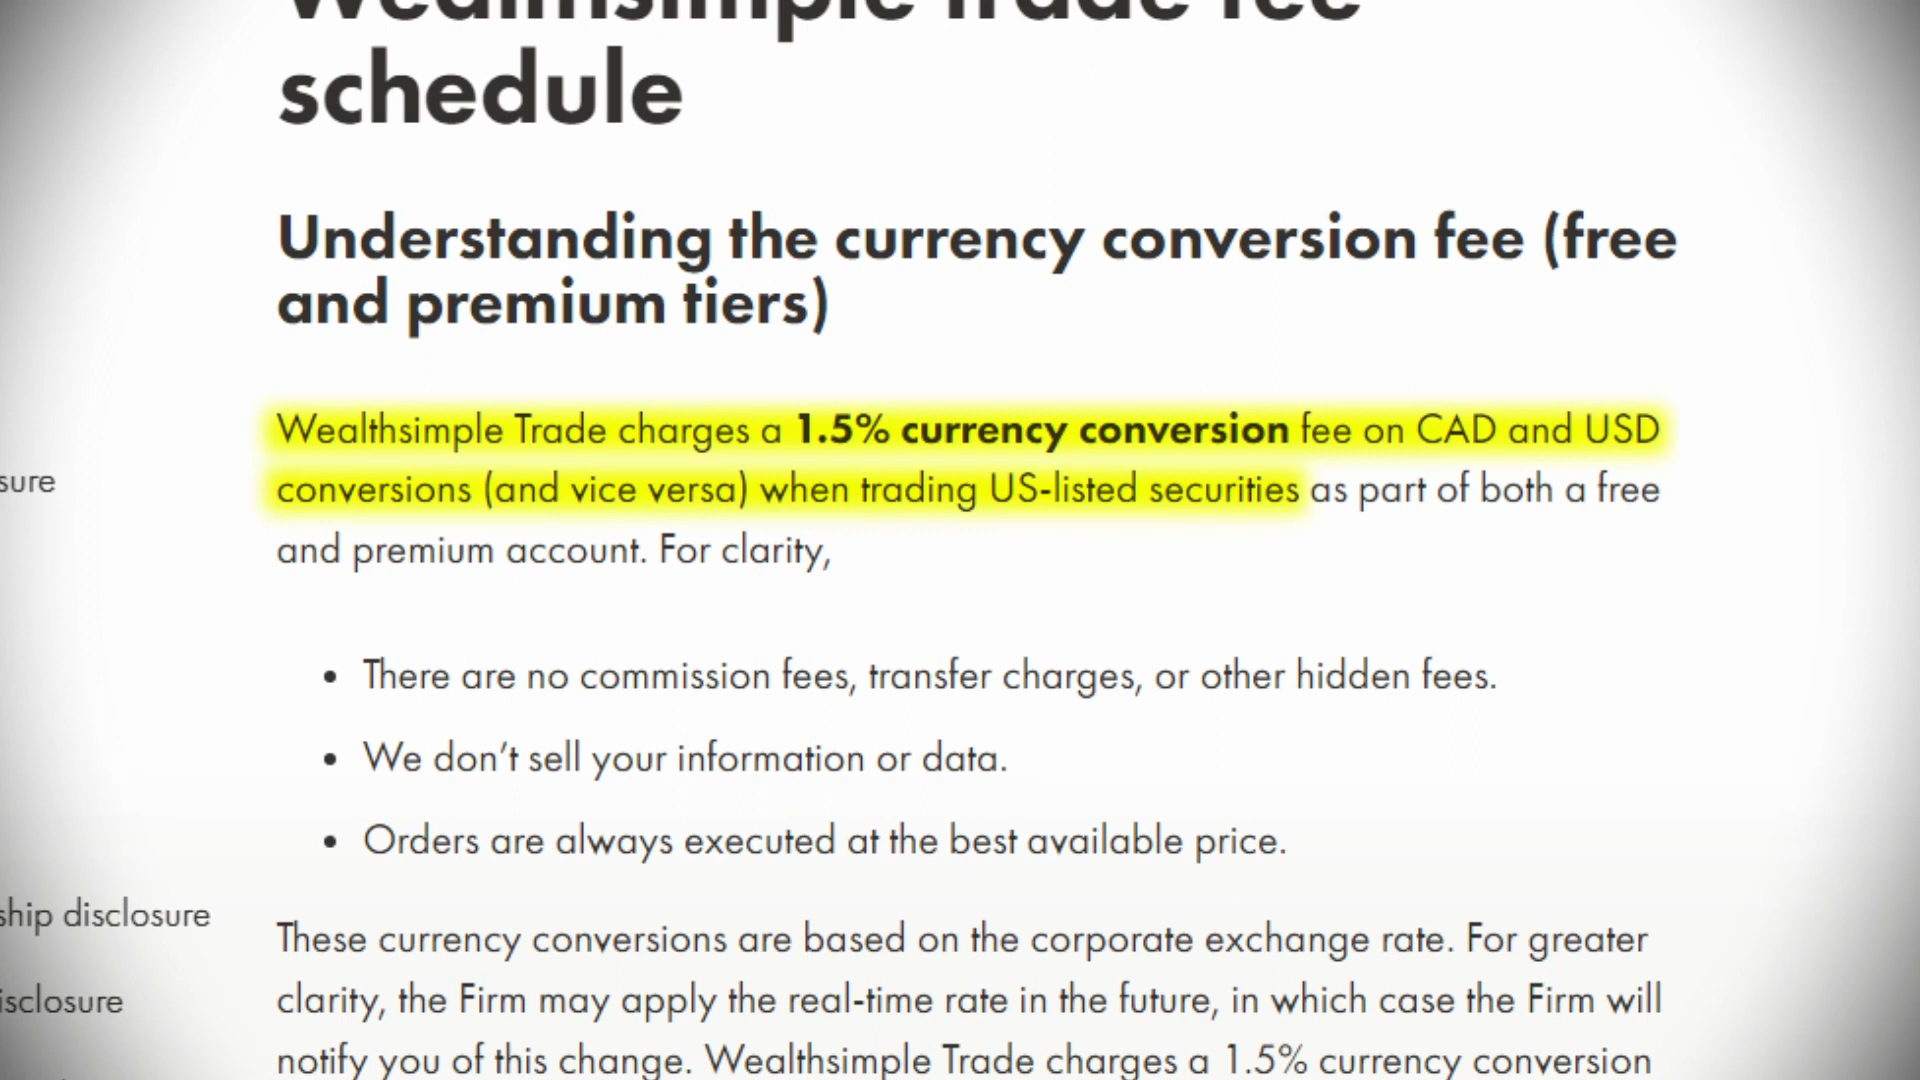 Wealthsimple Trade fee
schedule
Understanding the currency conversion fee (free
and premium tiers)
Wealthsimple Trade charges a 1.5% currency conversion fee on CAD and USD
conversions (and vice versa) when trading US-listed securities as part of both a free
sure
and premium account. For clarity,
• There are no commission fees, transfer charges, or other hidden fees.
• We don’t sell your information or data.
• Orders are always executed at the best available price.
ship disclosure
These currency conversions are based on the corporate exchange rate. For greater
isclosure
clarity, the Firm may apply the real-time rate in the future, in which case the Firm will
notify you of this change. Wealthsimple Trade charges a 1.5% currency conversion